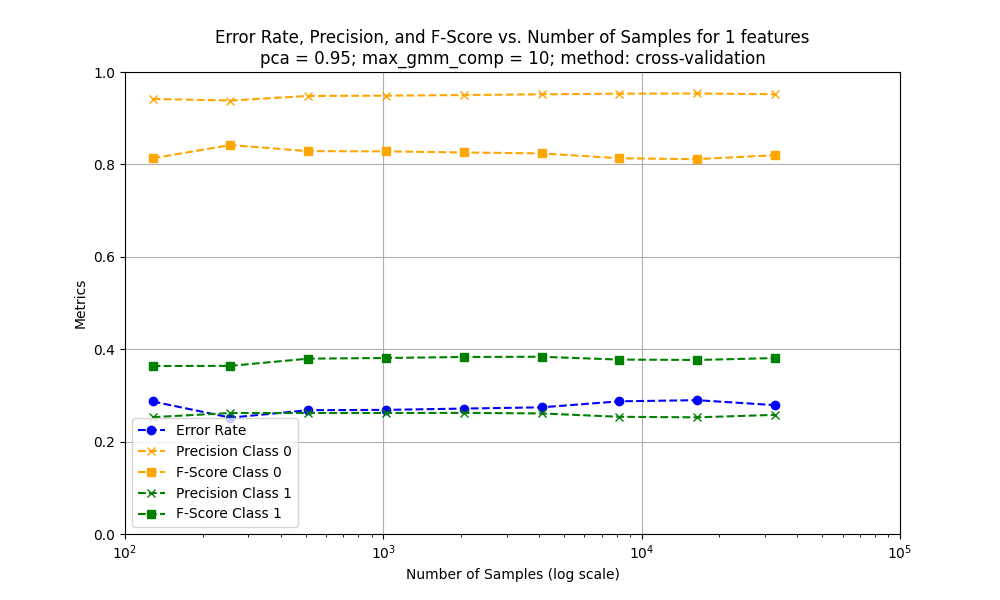 Error Rate, Precision, and F-Score vs. Number of Samples for 1 features
pca = 0.95; max_gmm_comp = 10; method: cross-validation
1.0
0.8
0.6
0.4
0.2
0.0
Metrics
Error Rate
Precision Class 0
F-Score Class 0
Precision Class 1
F-Score Class 1
10²
10³
10⁴
10⁵
Number of Samples (log scale)